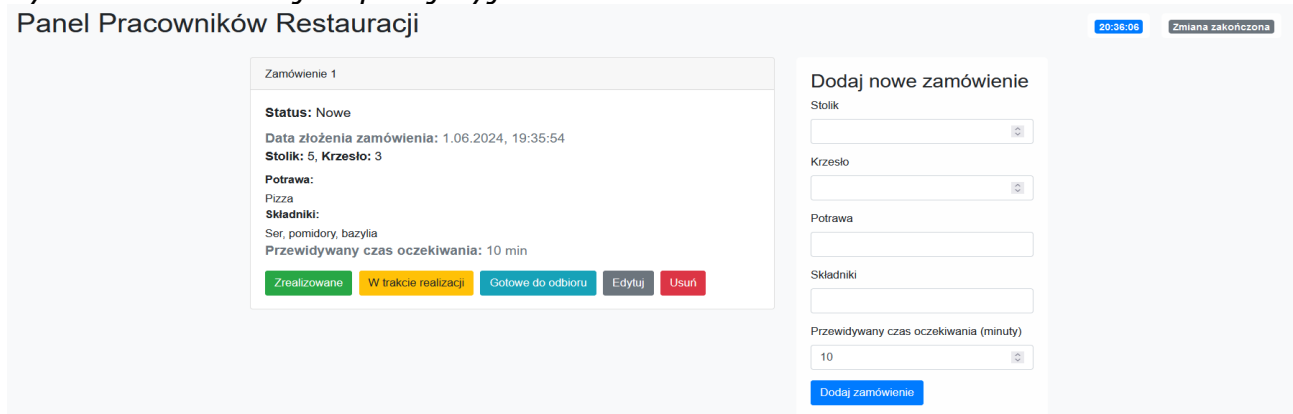 Panel Pracowników Restauracji
20:36:06
Zmiana zakończona
Zamówienie 1
Status: Nowe
Data złożenia zamówienia: 1.06.2024, 19:35:54
Stolik: 5, Krzesło: 3
Potrawa:
Pizza
Składniki:
Ser, pomidory, bazylia
Przewidywany czas oczekiwania: 10 min
Zrealizowane
W trakcie realizacji
Gotowe do odbioru
Edytuj
Usuń
Dodaj nowe zamówienie
Stolik
Krzesło
Potrawa
Składniki
Przewidywany czas oczekiwania (minuty)
10
Dodaj zamówienie